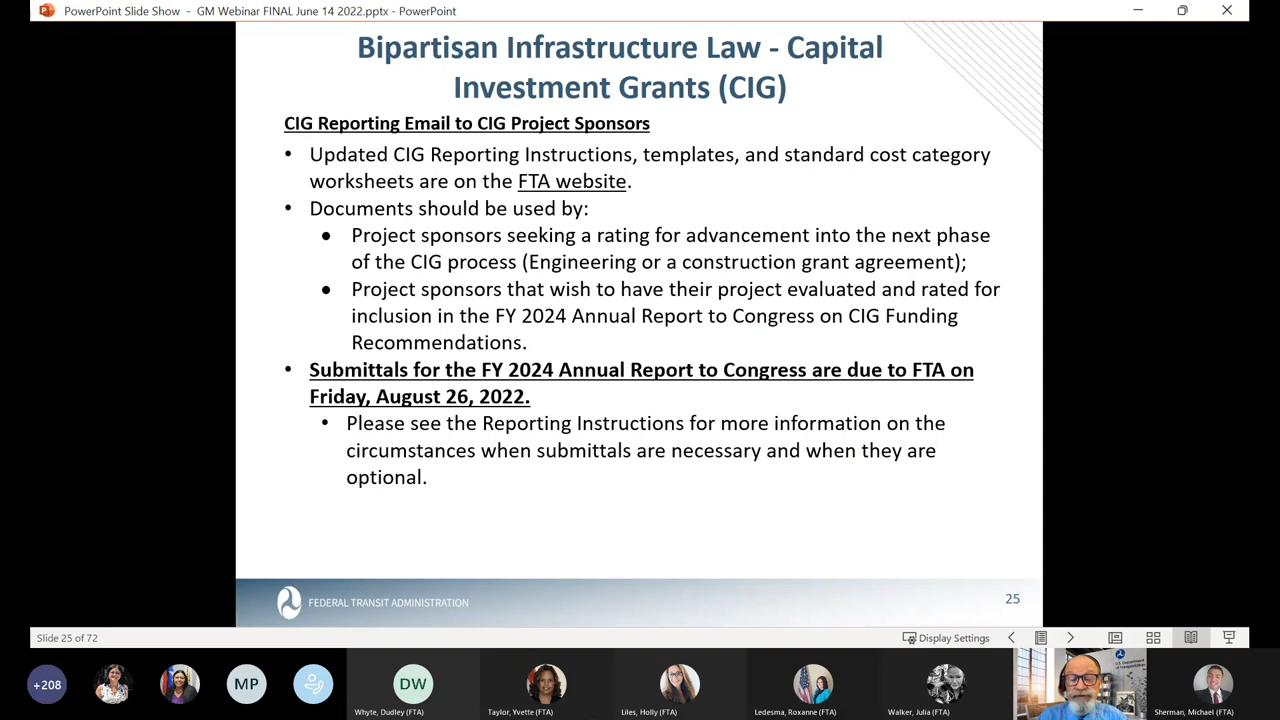 PowerPoint Slide Show - GM Webinar FINAL June 14 2022.pptx - PowerPoint
Bipartisan Infrastructure Law - Capital
Investment Grants (CIG)
CIG Reporting Email to CIG Project Sponsors
• Updated CIG Reporting Instructions, templates, and standard cost category
worksheets are on the FTA website.
• Documents should be used by:
● Project sponsors seeking a rating for advancement into the next phase
of the CIG process (Engineering or a construction grant agreement);
● Project sponsors that wish to have their project evaluated and rated for
inclusion in the FY 2024 Annual Report to Congress on CIG Funding
Recommendations.
• Submittals for the FY 2024 Annual Report to Congress are due to FTA on
Friday, August 26, 2022.
• Please see the Reporting Instructions for more information on the
circumstances when submittals are necessary and when they are
optional.
FEDERAL TRANSIT ADMINISTRATION
25
Slide 25 of 72
Display Settings
+208
MP
DW
U.S. Department
of Transportation
Whyte, Dudley (FTA)
Taylor, Yvette (FTA)
Liles, Holly (FTA)
Ledesma, Roxanne (FTA)
Walker, Julia (FTA)
Sherman, Michael (FTA)